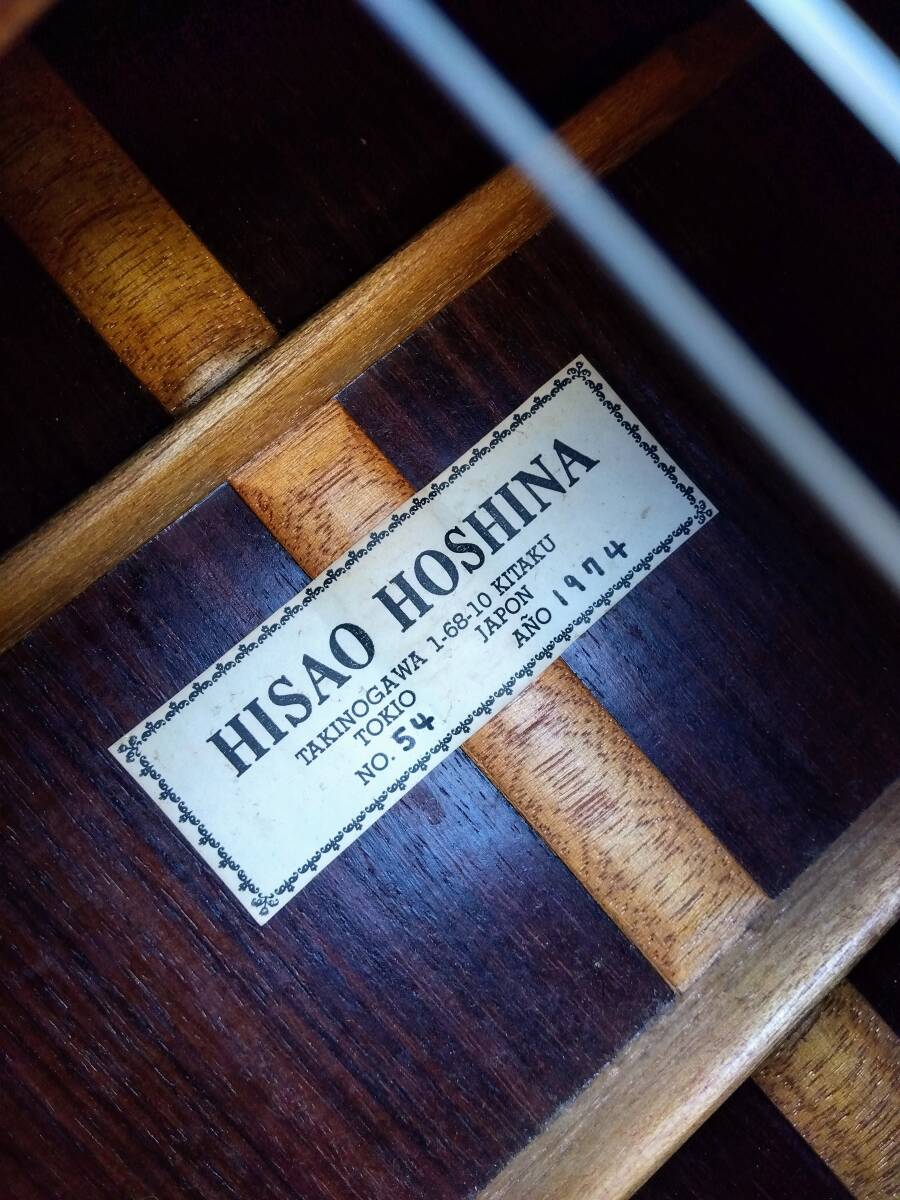 HISAO HOSHINA
TAKINOGAWA 1-68-10 KITAKU
TOKIO JAPON
NO. 54 AÑO 1974